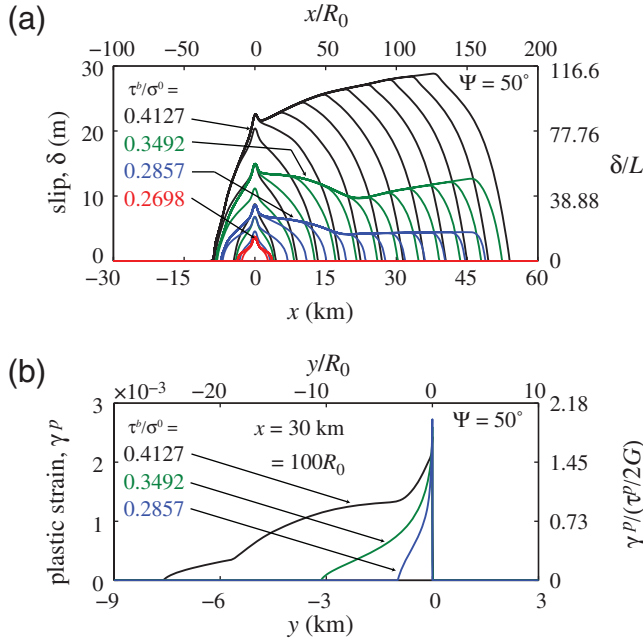 (a)
x/R₀
−100 −50 0 50 100 150 200
30 20 10 0
slip, δ (m)
τᵇ/σ⁰ =
0.4127
0.3492
0.2857
0.2698
Ψ = 50°
116.6 77.76 38.88 0
δ/L
−30 −15 0 15 30 45 60
x (km)
(b)
y/R₀
×10⁻³ −20 −10 0 10
3 2 1 0
plastic strain, γᵖ
τᵇ/σ⁰ =
0.4127
0.3492
0.2857
x = 30 km
= 100R₀
Ψ = 50°
2.18 1.45 0.73 0
γᵖ/(τᵖ/2G)
−9 −6 −3 0 3
y (km)